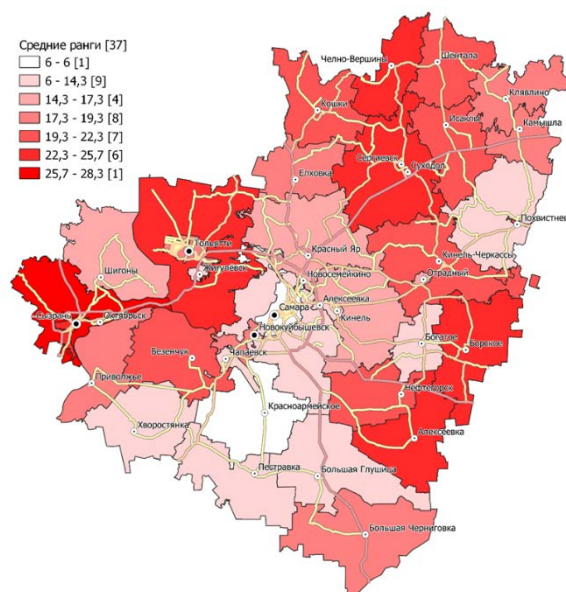 Средние ранги [37]
6 - 6 [1]
6 - 14,3 [9]
14,3 - 17,3 [4]
17,3 - 19,3 [8]
19,3 - 22,3 [7]
22,3 - 25,7 [6]
25,7 - 28,3 [1]
Челно-Вершины
Шентала
Клявлино
Кошки
Исаклы
Камышла
Сергиевск
Суходол
Елховка
Похвистнево
Тольятти
Красный Яр
Кинель-Черкассы
Шигоны
Жигулевск
Новосемейкино
Отрадный
Самара
Алексеевка
Сызрань
Октябрьск
Кинель
Новокуйбышевск
Богатое
Борское
Безенчук
Чапаевск
Приволжье
Нефтегорск
Красноармейское
Хворостянка
Алексеевка
Пестравка
Большая Глушица
Большая Черниговка